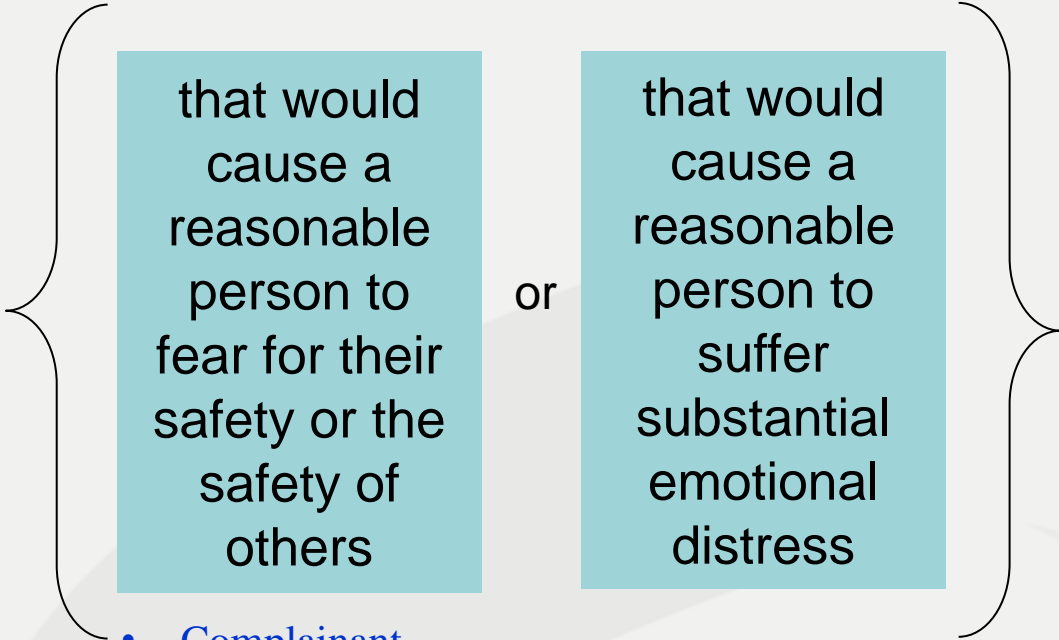 that would
cause a
reasonable
person to
fear for their
safety or the
safety of
others
or
that would
cause a
reasonable
person to
suffer
substantial
emotional
distress
• Complainant